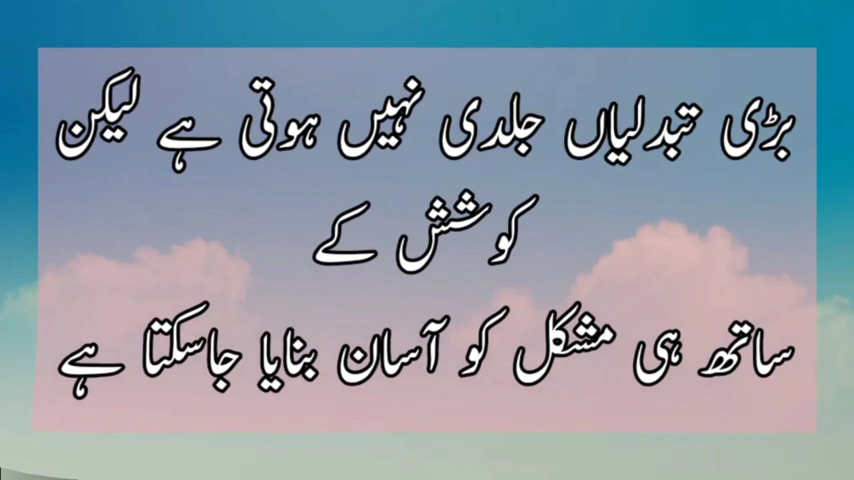 بڑی تبدلیاں جلدی نہیں ہوتی ہے لیکن
کوشش کے
ساتھ ہی مشکل کو آسان بنایا جاسکتا ہے